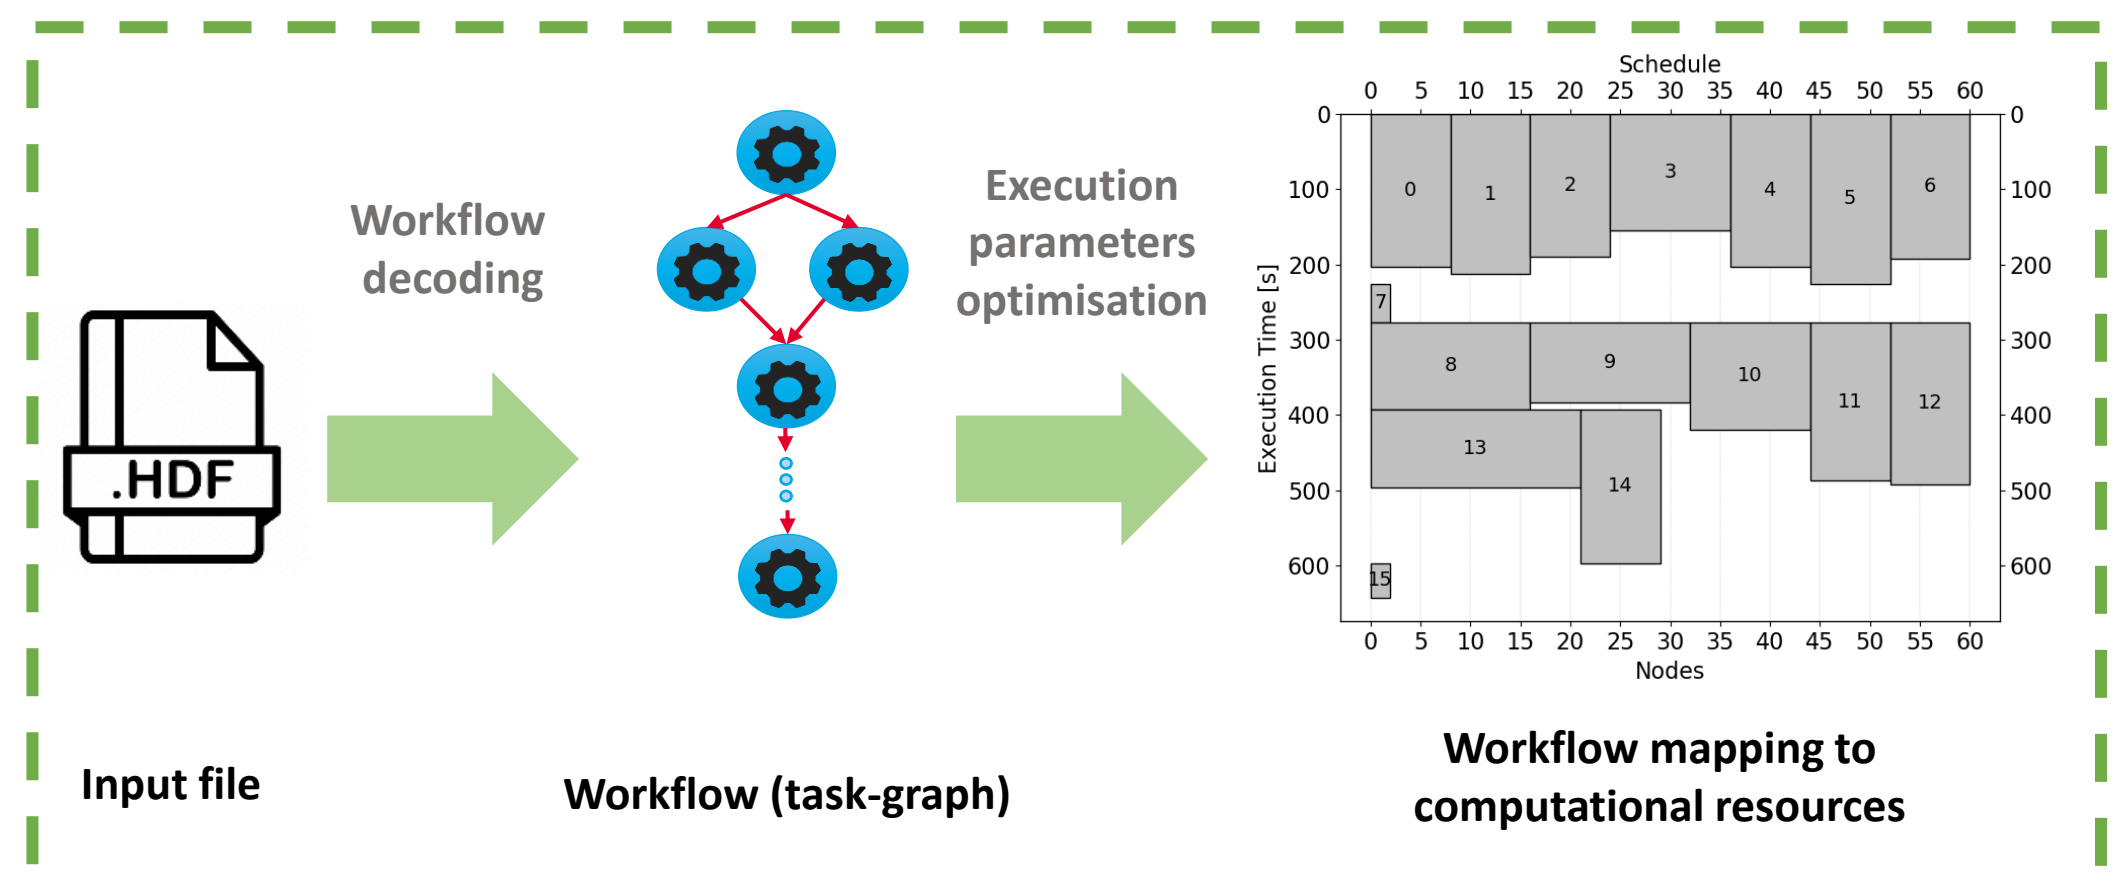 .HDF
Input file
Workflow
decoding
Workflow (task-graph)
Execution
parameters
optimisation
Schedule
0 5 10 15 20 25 30 35 40 45 50 55 60
0 0
100 100
200 200
300 300
400 400
500 500
600 600
Execution Time [s]
0 1 2 3 4 5 6
7
8 9 10 11 12
13 14
15
0 5 10 15 20 25 30 35 40 45 50 55 60
Nodes
Workflow mapping to
computational resources